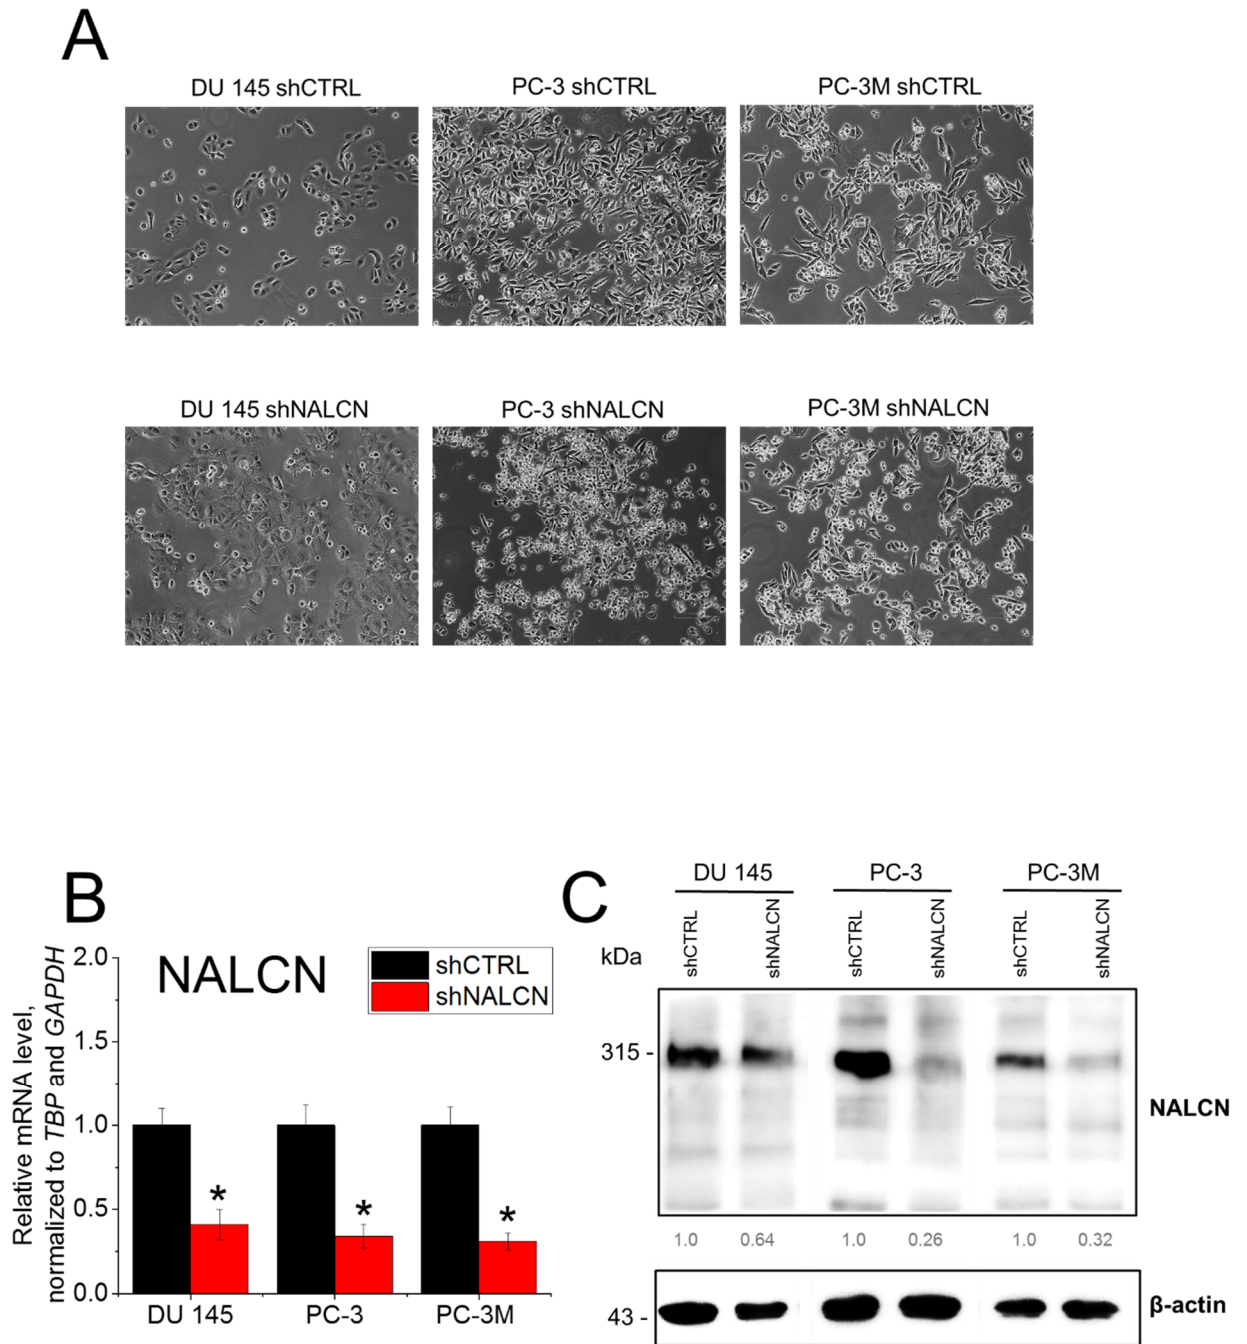 A
DU 145 shCTRL
PC-3 shCTRL
PC-3M shCTRL
DU 145 shNALCN
PC-3 shNALCN
PC-3M shNALCN
B
NALCN
shCTRL
shNALCN
Relative mRNA level,
normalized to TBP and GAPDH
2.0
1.5
1.0
0.5
0.0
*
*
*
DU 145
PC-3
PC-3M
C
DU 145
PC-3
PC-3M
kDa
shCTRL
shNALCN
shCTRL
shNALCN
shCTRL
shNALCN
315 -
NALCN
1.0 0.64 1.0 0.26 1.0 0.32
43 -
β-actin